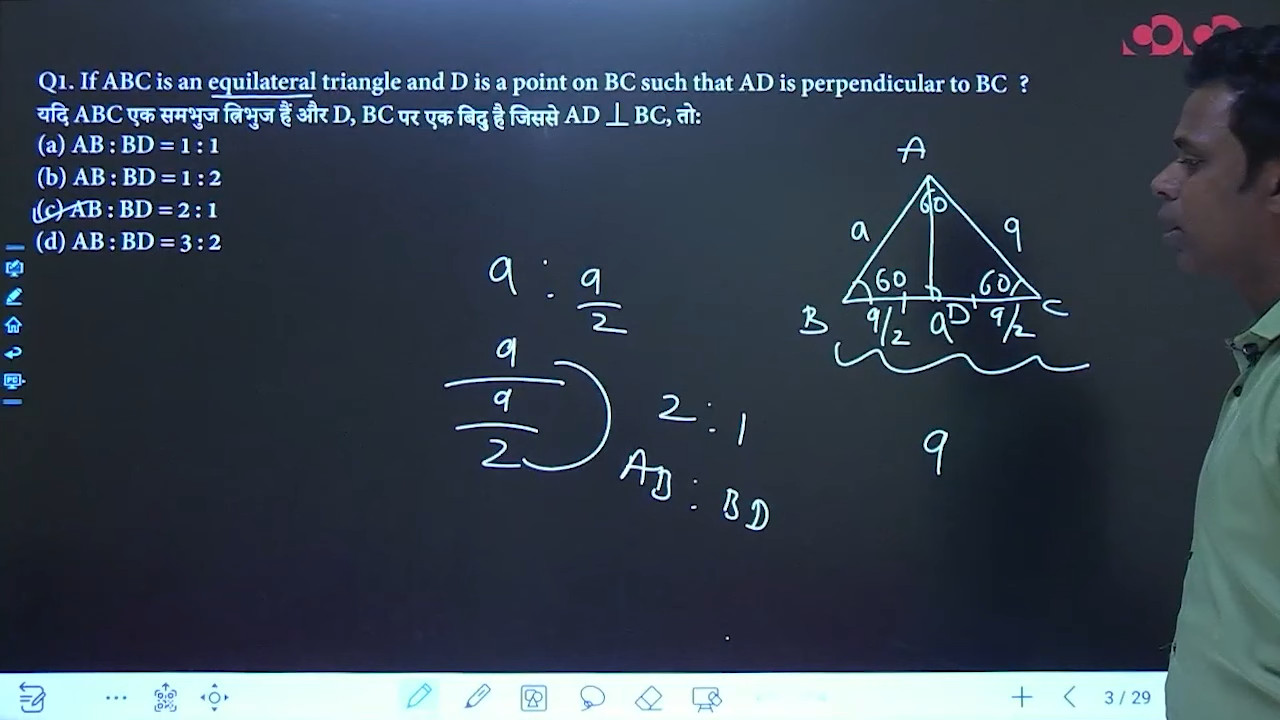 Q1. If ABC is an equilateral triangle and D is a point on BC such that AD is perpendicular to BC ?
यदि ABC एक समभुज त्रिभुज हैं और D, BC पर एक बिंदु है जिससे AD ⊥ BC, तो:
(a) AB : BD = 1 : 1
(b) AB : BD = 1 : 2
(c) AB : BD = 2 : 1
(d) AB : BD = 3 : 2
A
60
a
a
60
60
B
a/2
a
D
a/2
C
a : a/2
a
a
2
2 : 1
AB : BD
a
3 / 29